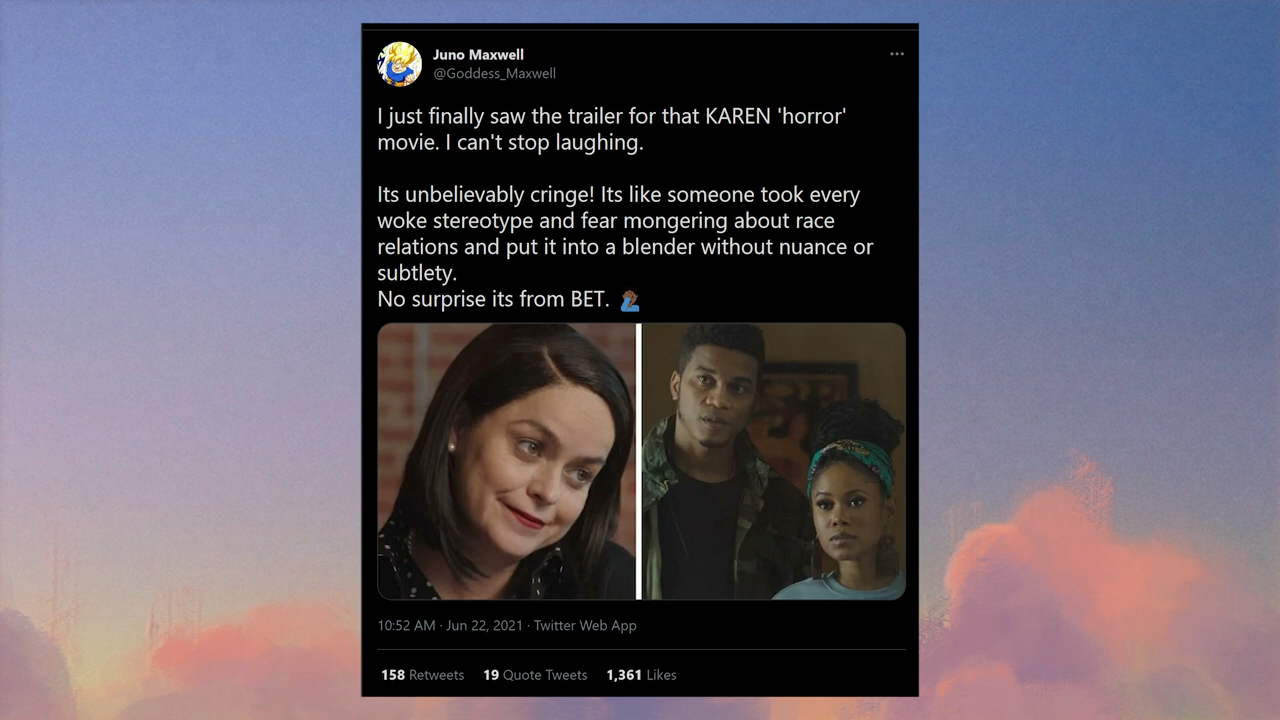 Juno Maxwell
@Goddess_Maxwell
I just finally saw the trailer for that KAREN 'horror'
movie. I can't stop laughing.
Its unbelievably cringe! Its like someone took every
woke stereotype and fear mongering about race
relations and put it into a blender without nuance or
subtlety.
No surprise its from BET. 🤦🏾‍♂️
10:52 AM · Jun 22, 2021 · Twitter Web App
158 Retweets 19 Quote Tweets 1,361 Likes